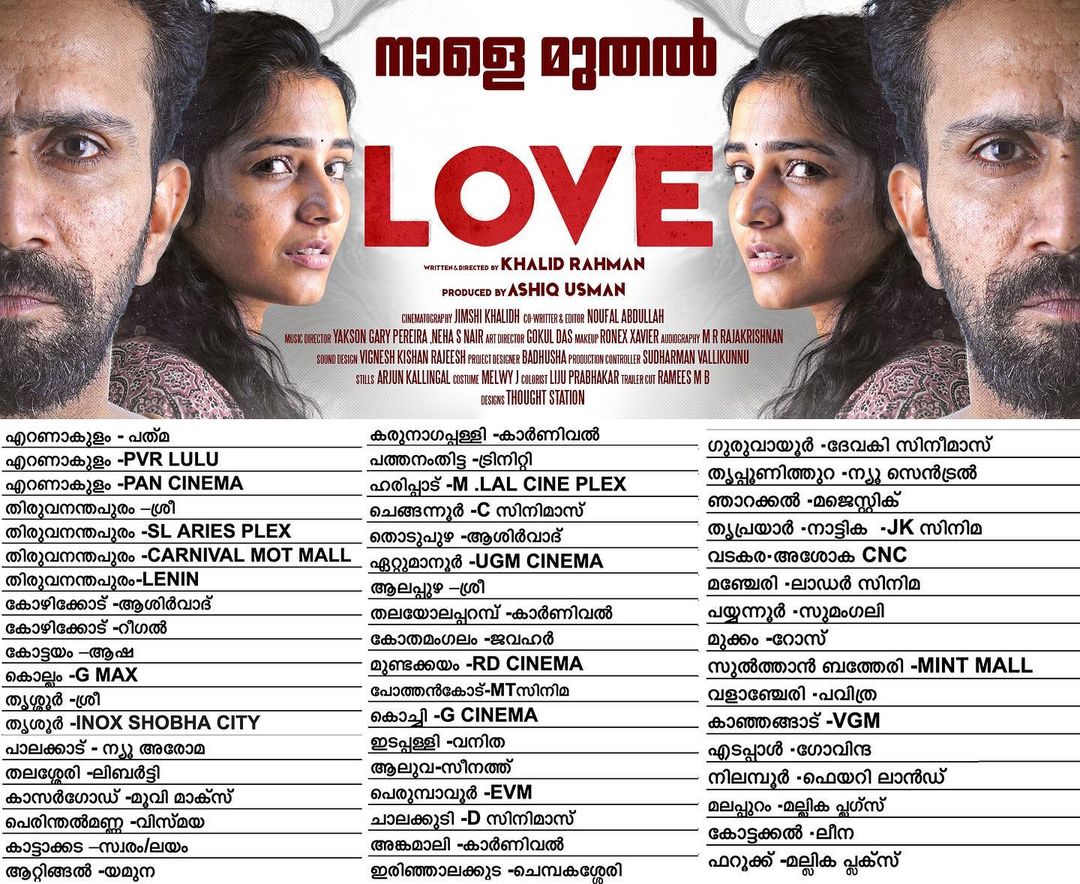 നാളെ മുതൽ
LOVE
WRITTEN & DIRECTED BY KHALID RAHMAN
PRODUCED BY ASHIQ USMAN
CINEMATOGRAPHY JIMSHI KHALIDH CO-WRITER & EDITOR NOUFAL ABDULLAH
MUSIC DIRECTOR YAKSON GARY PEREIRA ,NEHA S NAIR ART DIRECTOR GOKUL DAS MAKEUP RONEX XAVIER AUDIOGRAPHY M R RAJAKRISHNAN
SOUND DESIGN VIGNESH KISHAN RAJEESH PROJECT DESIGNER BADHUSHA PRODUCTION CONTROLLER SUDHARMAN VALLIKUNNU
STILLS ARJUN KALLINGAL COSTUME MELWY J COLORIST LIJU PRABHAKAR TRAILER CUT RAMEES M B
DESIGNS THOUGHT STATION
എറണാകുളം - പത്മ
എറണാകുളം -PVR LULU
എറണാകുളം -PAN CINEMA
തിരുവനന്തപുരം –ശ്രീ
തിരുവനന്തപുരം -SL ARIES PLEX
തിരുവനന്തപുരം -CARNIVAL MOT MALL
തിരുവനന്തപുരം-LENIN
കോഴിക്കോട് -ആശിർവാദ്
കോഴിക്കോട് -റീഗൽ
കോട്ടയം –ആഷ
കൊല്ലം -G MAX
തൃശ്ശൂർ -ശ്രീ
തൃശൂർ -INOX SHOBHA CITY
പാലക്കാട് - ന്യൂ അരോമ
തലശ്ശേരി -ലിബർട്ടി
കാസർഗോഡ് -മൂവി മാക്സ്
പെരിന്തൽമണ്ണ -വിസ്മയ
കാട്ടാക്കട –സ്വരം/ലയം
ആറ്റിങ്ങൽ -യമുന
കരുനാഗപ്പള്ളി -കാർണിവൽ
പത്തനംതിട്ട -ട്രിനിറ്റി
ഹരിപ്പാട് -M .LAL CINE PLEX
ചെങ്ങന്നൂർ -C സിനിമാസ്
തൊടുപുഴ -ആശിർവാദ്
ഏറ്റുമാനൂർ -UGM CINEMA
ആലപ്പുഴ –ശ്രീ
തലയോലപ്പറമ്പ് -കാർണിവൽ
കോതമംഗലം -ജവഹർ
മുണ്ടക്കയം -RD CINEMA
പോത്തൻകോട്-MTസിനിമ
കൊച്ചി -G CINEMA
ഇടപ്പള്ളി -വനിത
ആലുവ-സീനത്ത്
പെരുമ്പാവൂർ -EVM
ചാലക്കുടി -D സിനിമാസ്
അങ്കമാലി -കാർണിവൽ
ഇരിഞ്ഞാലക്കുട -ചെമ്പകശ്ശേരി
ഗുരുവായൂർ -ദേവകി സിനീമാസ്
തൃപ്പൂണിത്തുറ -ന്യൂ സെൻട്രൽ
ഞാറക്കൽ -മജെസ്റ്റിക്
തൃപ്രയാർ -നാട്ടിക -JK സിനിമ
വടകര-അശോക CNC
മഞ്ചേരി -ലാഡർ സിനിമ
പയ്യന്നൂർ -സുമംഗലി
മുക്കം -റോസ്
സുൽത്താൻ ബത്തേരി -MINT MALL
വളാഞ്ചേരി -പവിത്ര
കാഞ്ഞങ്ങാട് -VGM
എടപ്പാൾ -ഗോവിന്ദ
നിലമ്പൂർ -ഫെയറി ലാൻഡ്
മലപ്പുറം -മല്ലിക പ്ലഗ്സ്
കോട്ടക്കൽ -ലീന
ഫറൂക്ക് -മല്ലിക പ്ലക്സ്